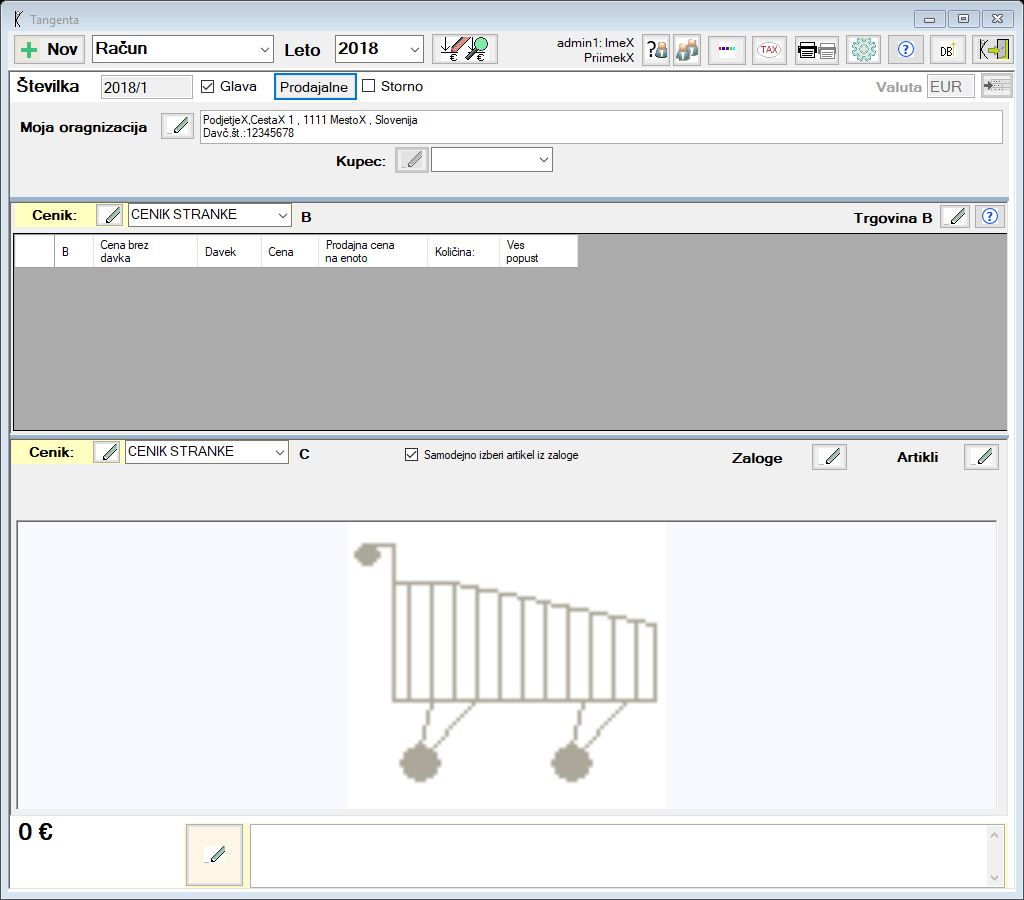 Tangenta
Nov Račun Leto 2018 admin1: ImeX PriimekX TAX DB
Številka 2018/1 Glava Prodajalne Storno Valuta EUR
Moja oragnizacija PodjetjeX,CestaX 1 , 1111 MestoX , Slovenija
Davč.št.:12345678
Kupec:
Cenik: CENIK STRANKE B Trgovina B
B Cena brez davka Davek Cena Prodajna cena na enoto Količina: Ves popust
Cenik: CENIK STRANKE C Samodejno izberi artikel iz zaloge Zaloge Artikli
0 €